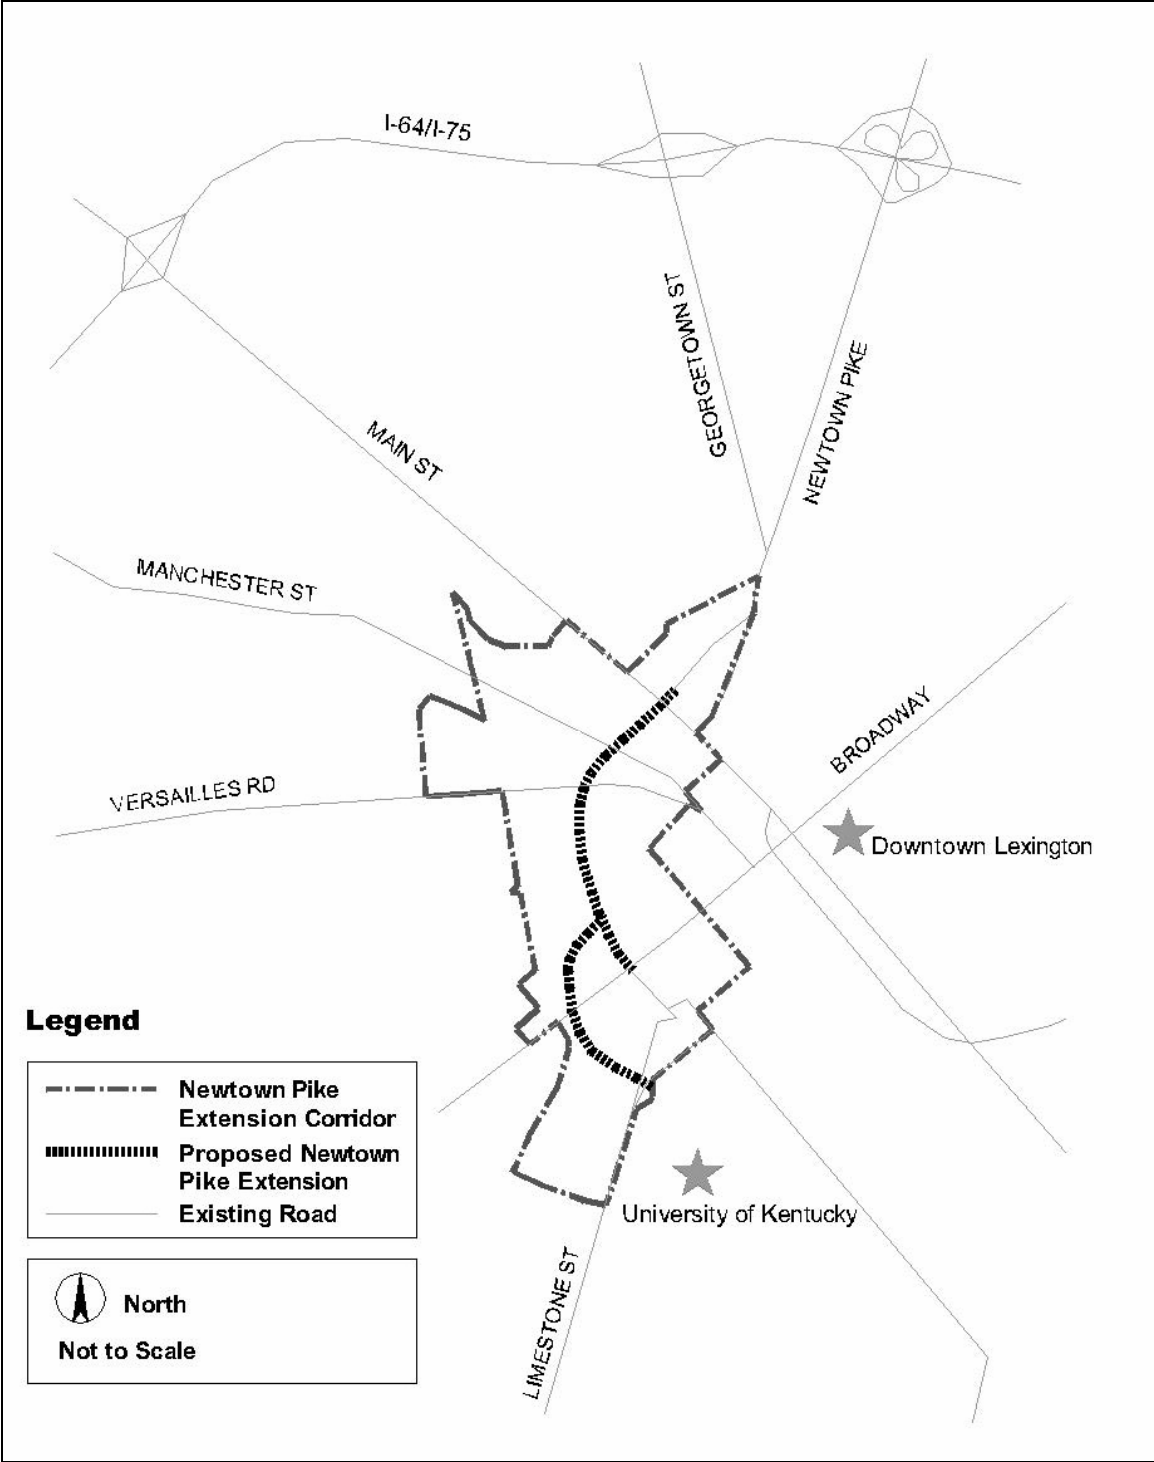 I-64/I-75
GEORGETOWN ST
NEWTOWN PIKE
MAIN ST
MANCHESTER ST
BROADWAY
VERSAILLES RD
Downtown Lexington
Legend
Newtown Pike
Extension Corridor
Proposed Newtown
Pike Extension
Existing Road
University of Kentucky
LIMESTONE ST
North
Not to Scale